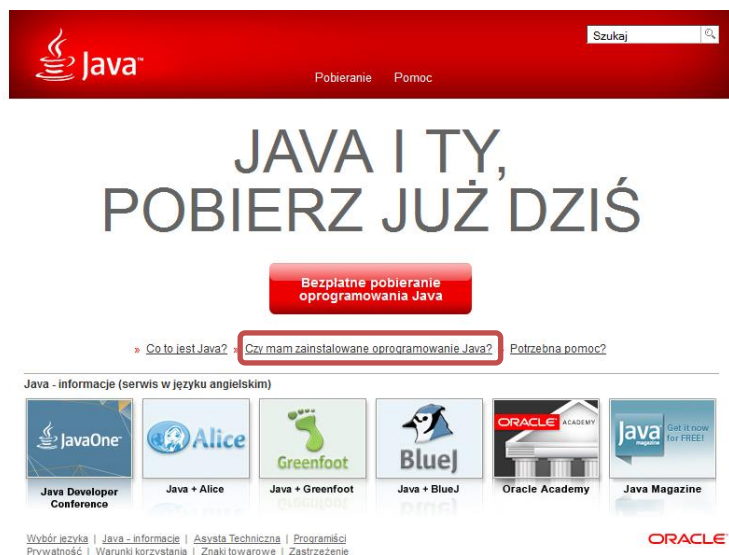 Java™
Szukaj
Pobieranie Pomoc
JAVA I TY,
POBIERZ JUŻ DZIŚ
Bezpłatne pobieranie
oprogramowania Java
» Co to jest Java? » Czy mam zainstalowane oprogramowanie Java? Potrzebna pomoc?
Java - informacje (serwis w języku angielskim)
JavaOne™
Alice
Greenfoot
BlueJ
ORACLE ACADEMY
Java magazine Get it now for FREE!
Java Developer Conference
Java + Alice
Java + Greenfoot
Java + BlueJ
Oracle Academy
Java Magazine
Wybór języka | Java - informacje | Asysta Techniczna | Programiści
Prywatność | Warunki korzystania | Znaki towarowe | Zastrzeżenie
ORACLE